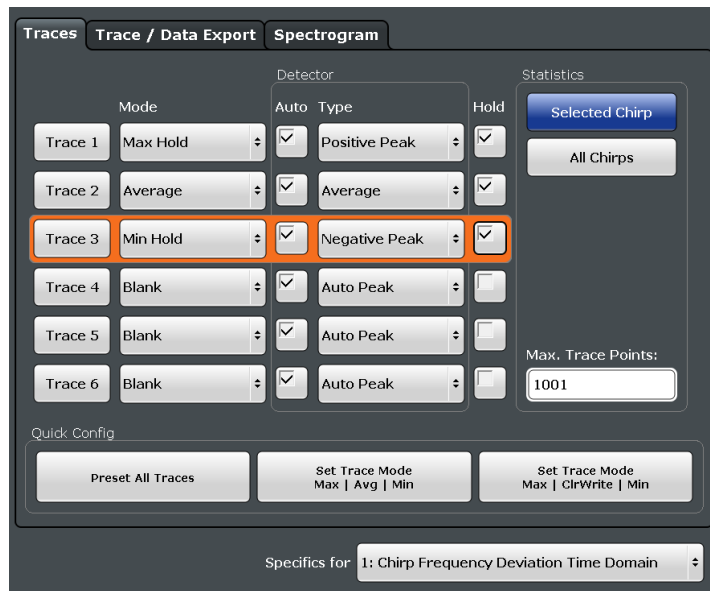 Traces Trace / Data Export Spectrogram
Detector Statistics
Mode Auto Type Hold
Selected Chirp
Trace 1 Max Hold Positive Peak
All Chirps
Trace 2 Average Average
Trace 3 Min Hold Negative Peak
Trace 4 Blank Auto Peak
Trace 5 Blank Auto Peak
Max. Trace Points:
Trace 6 Blank Auto Peak 1001
Quick Config
Preset All Traces
Set Trace Mode
Max | Avg | Min
Set Trace Mode
Max | ClrWrite | Min
Specifics for 1: Chirp Frequency Deviation Time Domain